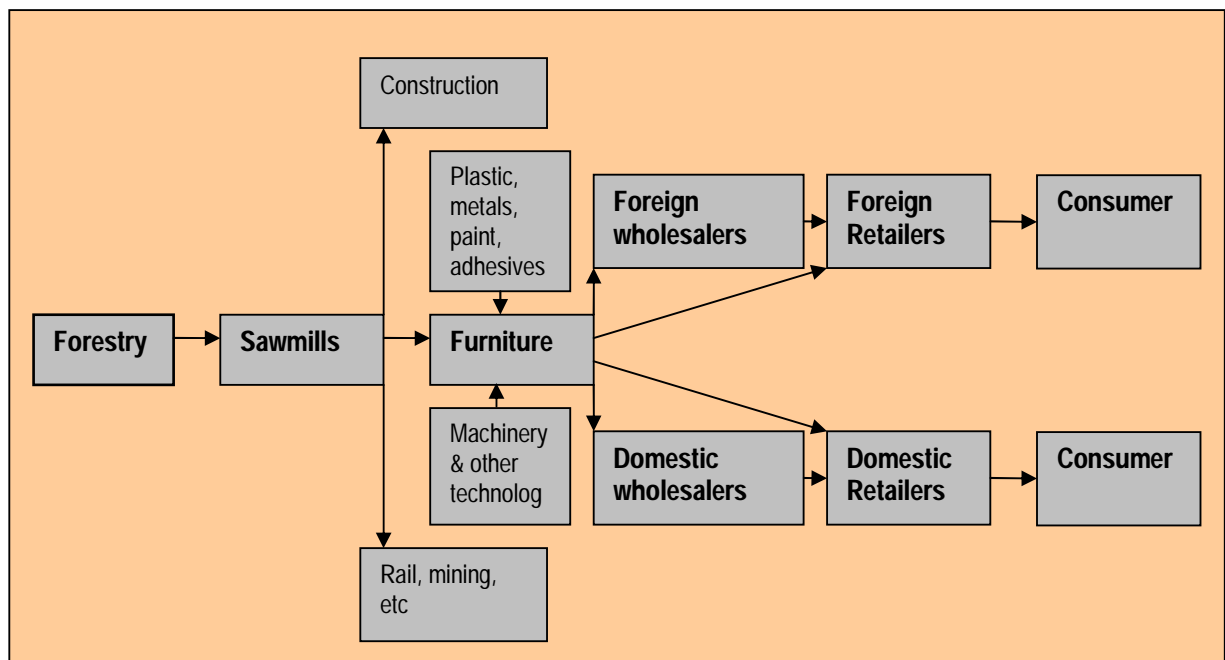 Construction
Plastic,
metals,
paint,
adhesives
Foreign
wholesalers
Foreign
Retailers
Consumer
Forestry
Sawmills
Furniture
Machinery
& other
technolog
Domestic
wholesalers
Domestic
Retailers
Consumer
Rail, mining,
etc